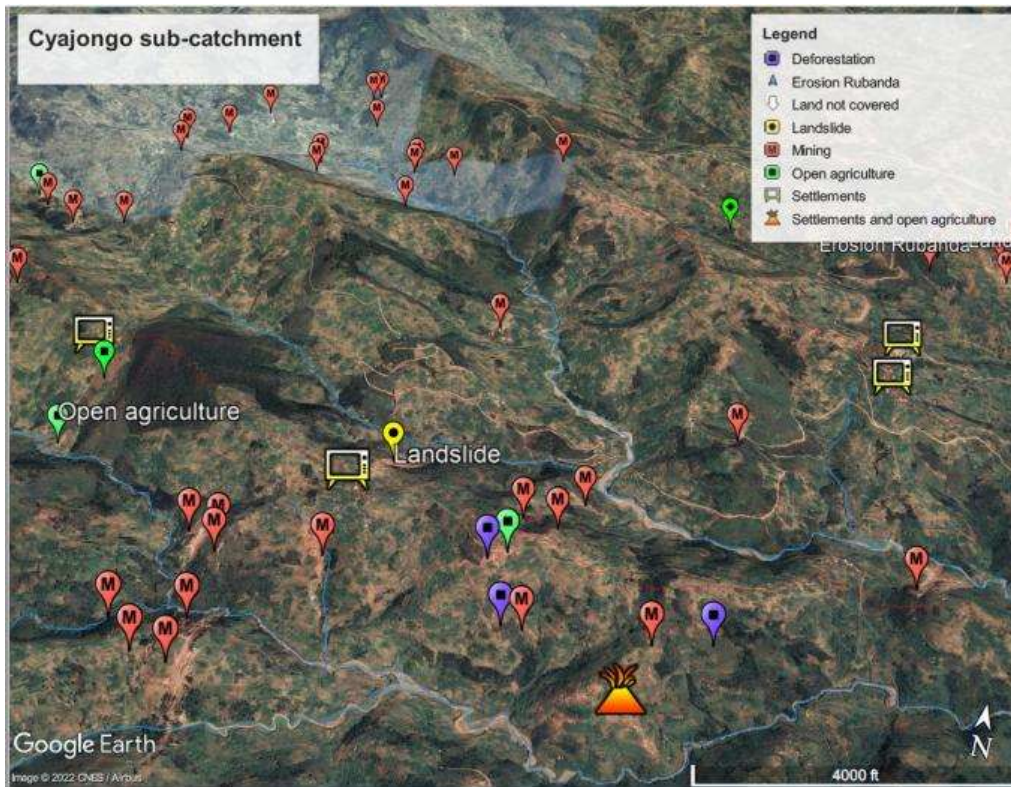 Cyajongo sub-catchment
Legend
Deforestation
Erosion Rubanda
Land not covered
Landslide
Mining
Open agriculture
Settlements
Settlements and open agriculture
Erosion Rubanda
Open agriculture
Landslide
Google Earth
Image © 2022 CNES / Airbus
N
4000 ft